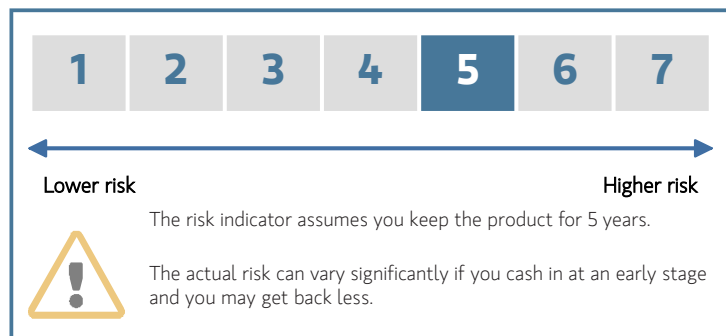 1 2 3 4 5 6 7
Lower risk Higher risk
The risk indicator assumes you keep the product for 5 years.
The actual risk can vary significantly if you cash in at an early stage
and you may get back less.